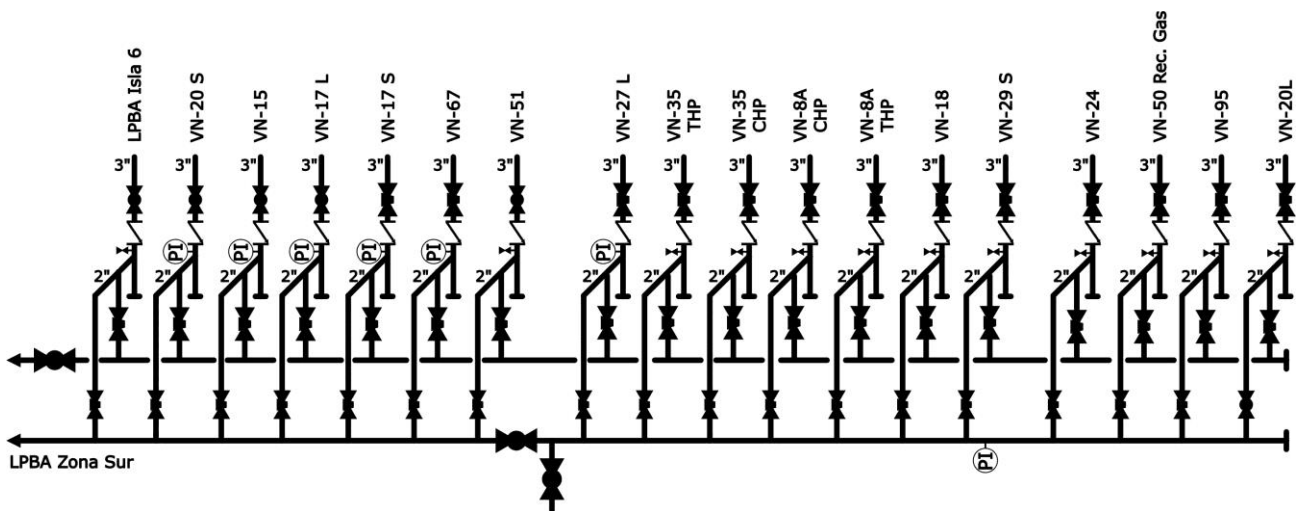 LPBA Isla 6
VN-20 S
VN-15
VN-17 L
VN-17 S
VN-67
VN-51
VN-27 L
VN-35
THP
VN-35
CHP
VN-8A
CHP
VN-8A
THP
VN-18
VN-29 S
VN-24
VN-50 Rec. Gas
VN-95
VN-20L
3" 3" 3" 3" 3" 3" 3" 3" 3" 3" 3" 3" 3" 3" 3" 3" 3" 3"
PI PI PI PI PI PI
2" 2" 2" 2" 2" 2" 2" 2" 2" 2" 2" 2" 2" 2" 2" 2" 2" 2"
LPBA Zona Sur
PI